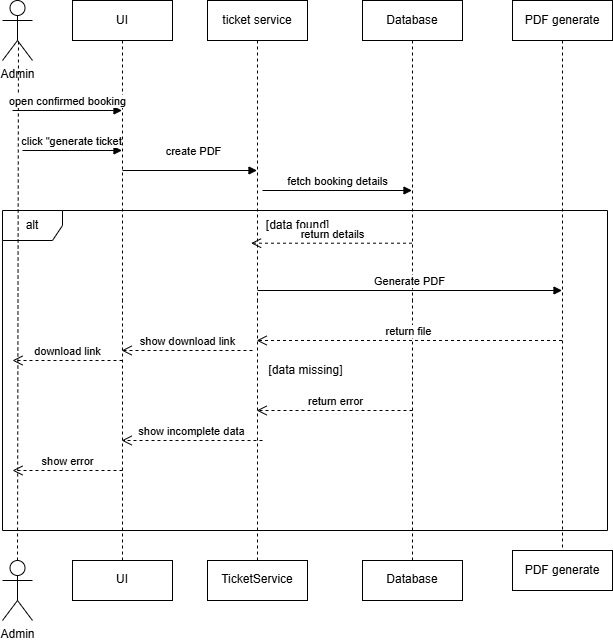 UI
ticket service
Database
PDF generate
Admin
open confirmed booking
click "generate ticket
create PDF
fetch booking details
alt
[data found]
return details
Generate PDF
return file
show download link
download link
[data missing]
return error
show incomplete data
show error
UI
TicketService
Database
PDF generate
Admin